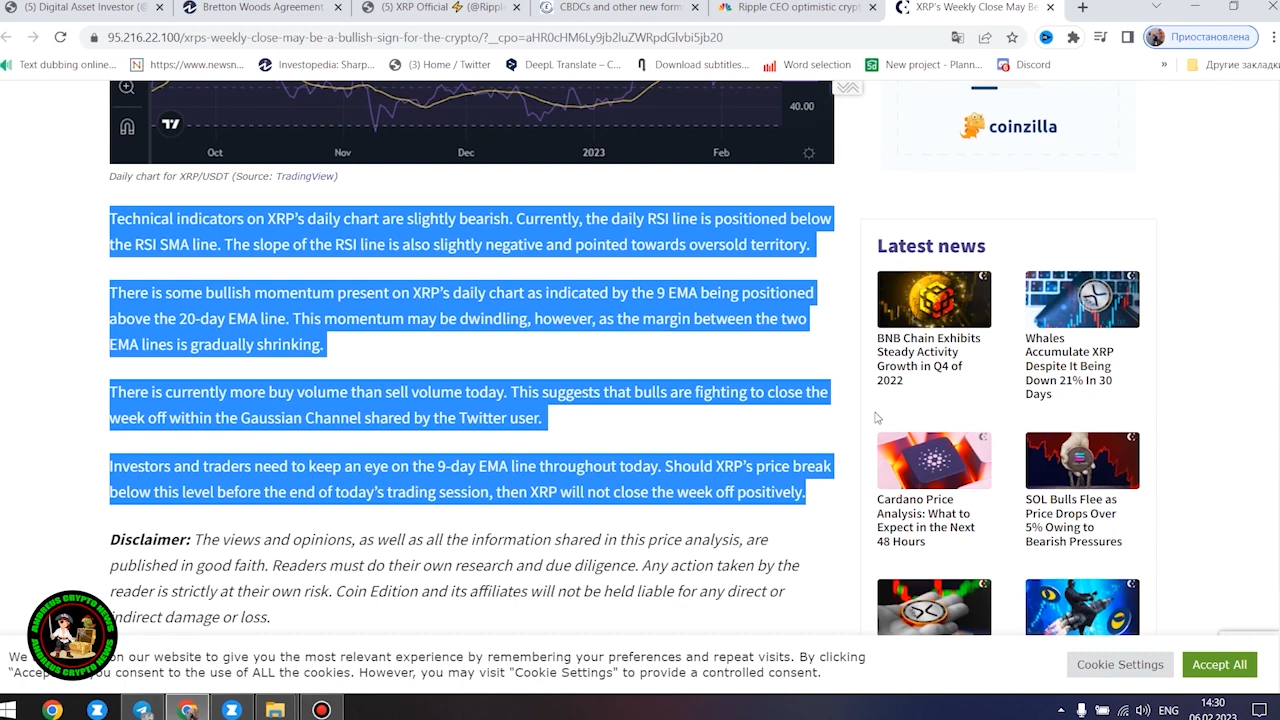 (5) Digital Asset Investor (@
Bretton Woods Agreement
(5) XRP Official ⚡ (@Rippl
CBDCs and other new form
Ripple CEO optimistic crypt
XRP's Weekly Close May Be
95.216.22.100/xrps-weekly-close-may-be-a-bullish-sign-for-the-crypto/?__cpo=aHR0cHM6Ly9jb2luZWRpdGlvbi5jb20
Приостановлена
Text dubbing online...
https://www.newsn...
Investopedia: Sharp...
(3) Home / Twitter
DeepL Translate – C...
Download subtitles...
Word selection
New project - Plann...
Discord
»
Другие закладки
40.00
coinzilla
Oct Nov Dec 2023 Feb
Daily chart for XRP/USDT (Source: TradingView)
Technical indicators on XRP's daily chart are slightly bearish. Currently, the daily RSI line is positioned below
the RSI SMA line. The slope of the RSI line is also slightly negative and pointed towards oversold territory.
There is some bullish momentum present on XRP's daily chart as indicated by the 9 EMA being positioned
above the 20-day EMA line. This momentum may be dwindling, however, as the margin between the two
EMA lines is gradually shrinking.
There is currently more buy volume than sell volume today. This suggests that bulls are fighting to close the
week off within the Gaussian Channel shared by the Twitter user.
Investors and traders need to keep an eye on the 9-day EMA line throughout today. Should XRP's price break
below this level before the end of today's trading session, then XRP will not close the week off positively.
Disclaimer: The views and opinions, as well as all the information shared in this price analysis, are
published in good faith. Readers must do their own research and due diligence. Any action taken by the
reader is strictly at their own risk. Coin Edition and its affiliates will not be held liable for any direct or
indirect damage or loss.
Latest news
BNB Chain Exhibits
Steady Activity
Growth in Q4 of
2022
Whales
Accumulate XRP
Despite It Being
Down 21% In 30
Days
Cardano Price
Analysis: What to
Expect in the Next
48 Hours
SOL Bulls Flee as
Price Drops Over
5% Owing to
Bearish Pressures
ANDREUS CRYPTO NEWS
ANDREUS CRYPTO NEWS
We on our website to give you the most relevant experience by remembering your preferences and repeat visits. By clicking
"Accep you consent to the use of ALL the cookies. However, you may visit "Cookie Settings" to provide a controlled consent.
Cookie Settings
Accept All
ENG
14:30
06.02.2023